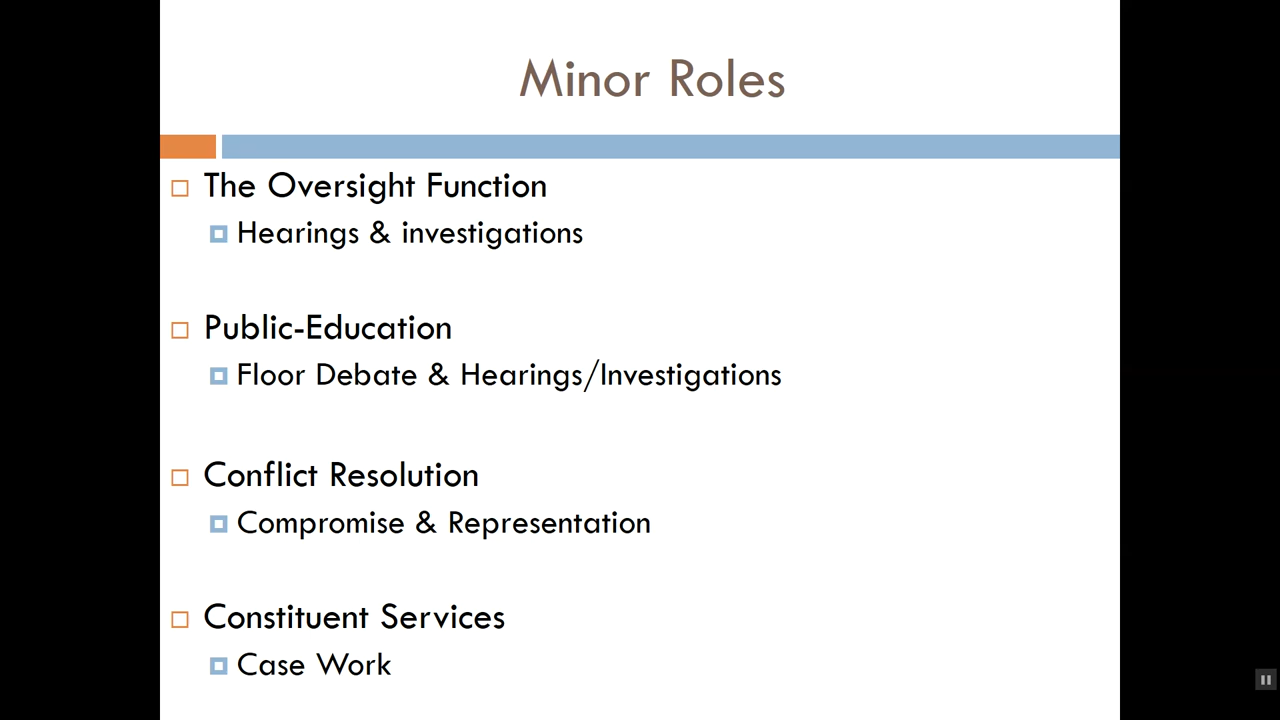 Minor Roles
The Oversight Function
Hearings & investigations
Public-Education
Floor Debate & Hearings/Investigations
Conflict Resolution
Compromise & Representation
Constituent Services
Case Work